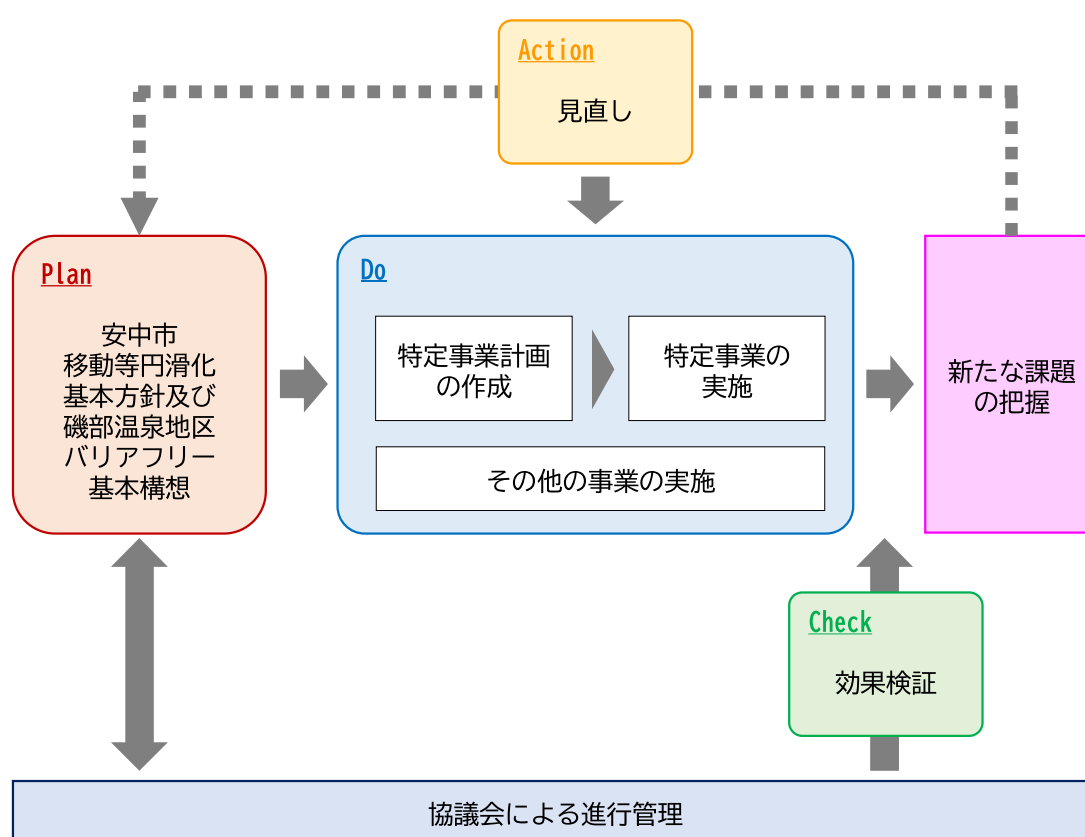 Action
見直し
Plan
安中市
移動等円滑化
基本方針及び
磯部温泉地区
バリアフリー
基本構想
Do
特定事業計画
の作成
特定事業の
実施
その他の事業の実施
新たな課題
の把握
Check
効果検証
協議会による進行管理